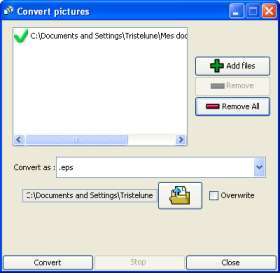 Convert pictures
C:\Documents and Settings\Tristelune\Mes doc
Add files
Remove
Remove All
Convert as : .eps
C:\Documents and Settings\Tristelune
Overwrite
Convert Stop Close